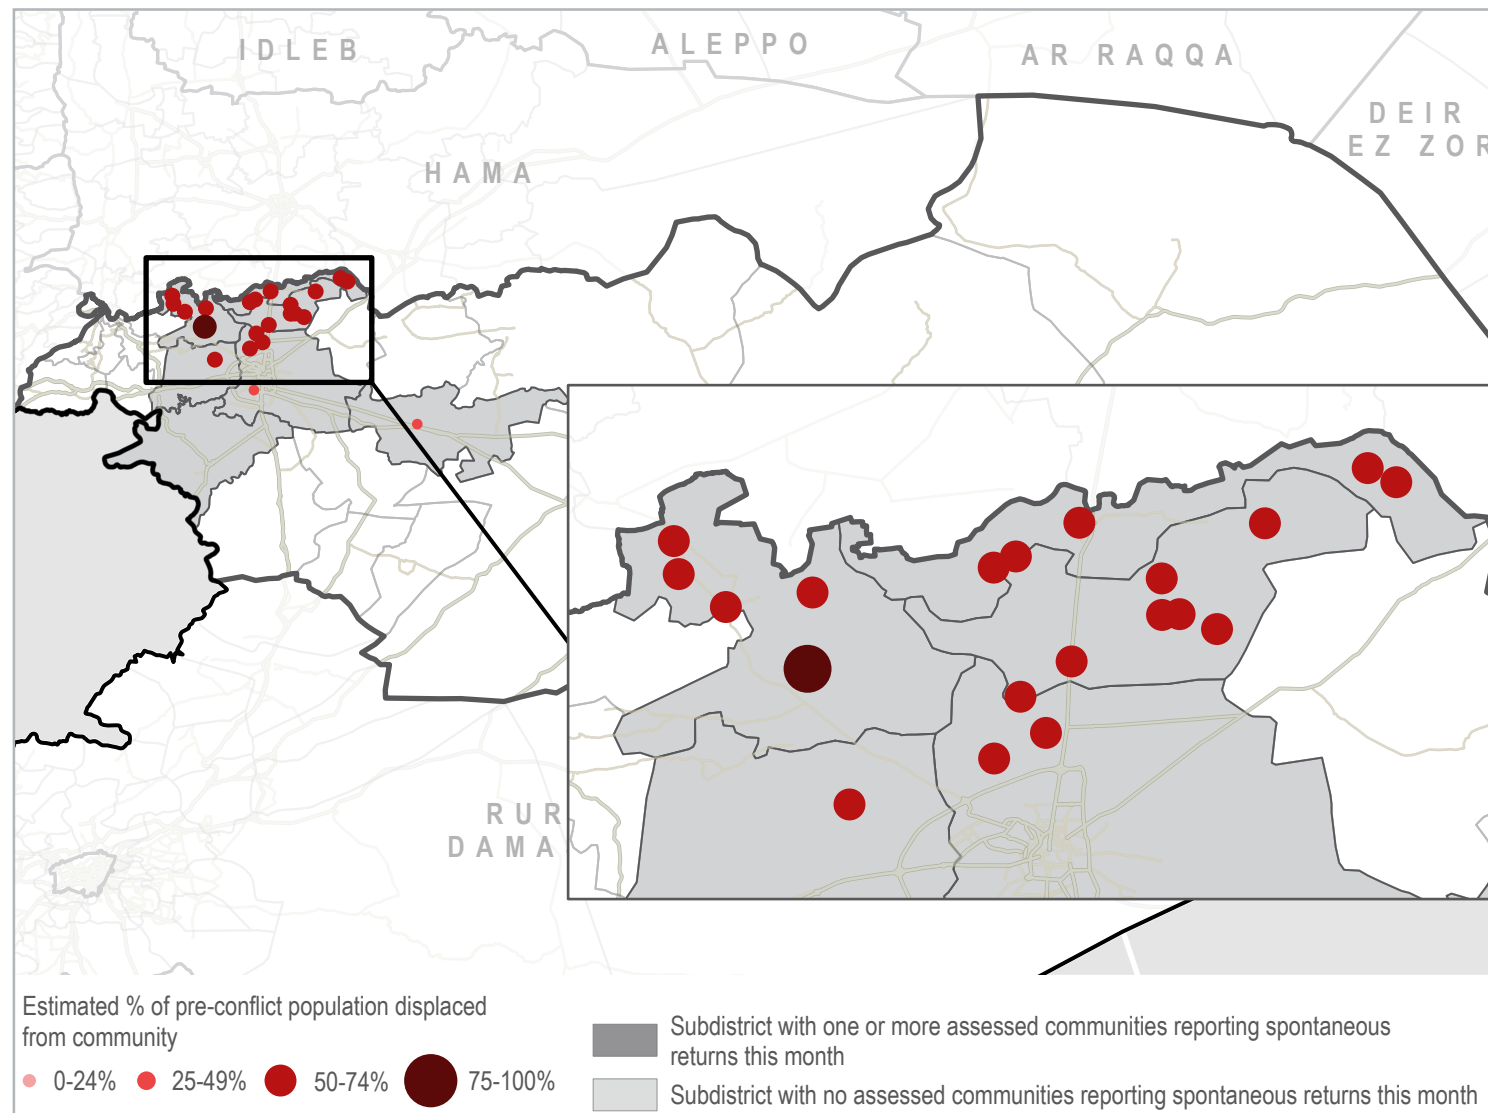 IDLEB
ALEPPO
AR RAQQA
DEIR
EZ ZOR
HAMA
RUR
DAMA
Estimated % of pre-conflict population displaced
from community
0-24%
25-49%
50-74%
75-100%
Subdistrict with one or more assessed communities reporting spontaneous
returns this month
Subdistrict with no assessed communities reporting spontaneous returns this month